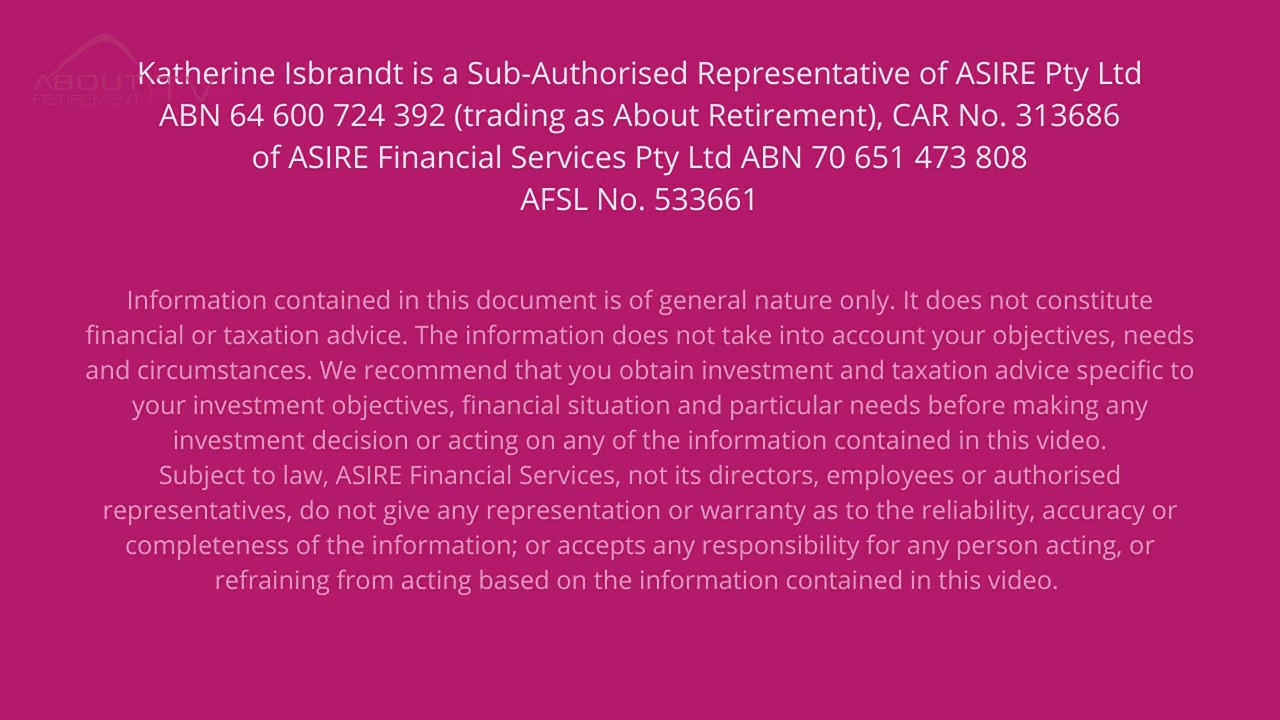 ABOUT TV
RETIREMENT
Katherine Isbrandt is a Sub-Authorised Representative of ASIRE Pty Ltd
ABN 64 600 724 392 (trading as About Retirement), CAR No. 313686
of ASIRE Financial Services Pty Ltd ABN 70 651 473 808
AFSL No. 533661
Information contained in this document is of general nature only. It does not constitute
financial or taxation advice. The information does not take into account your objectives, needs
and circumstances. We recommend that you obtain investment and taxation advice specific to
your investment objectives, financial situation and particular needs before making any
investment decision or acting on any of the information contained in this video.
Subject to law, ASIRE Financial Services, not its directors, employees or authorised
representatives, do not give any representation or warranty as to the reliability, accuracy or
completeness of the information; or accepts any responsibility for any person acting, or
refraining from acting based on the information contained in this video.